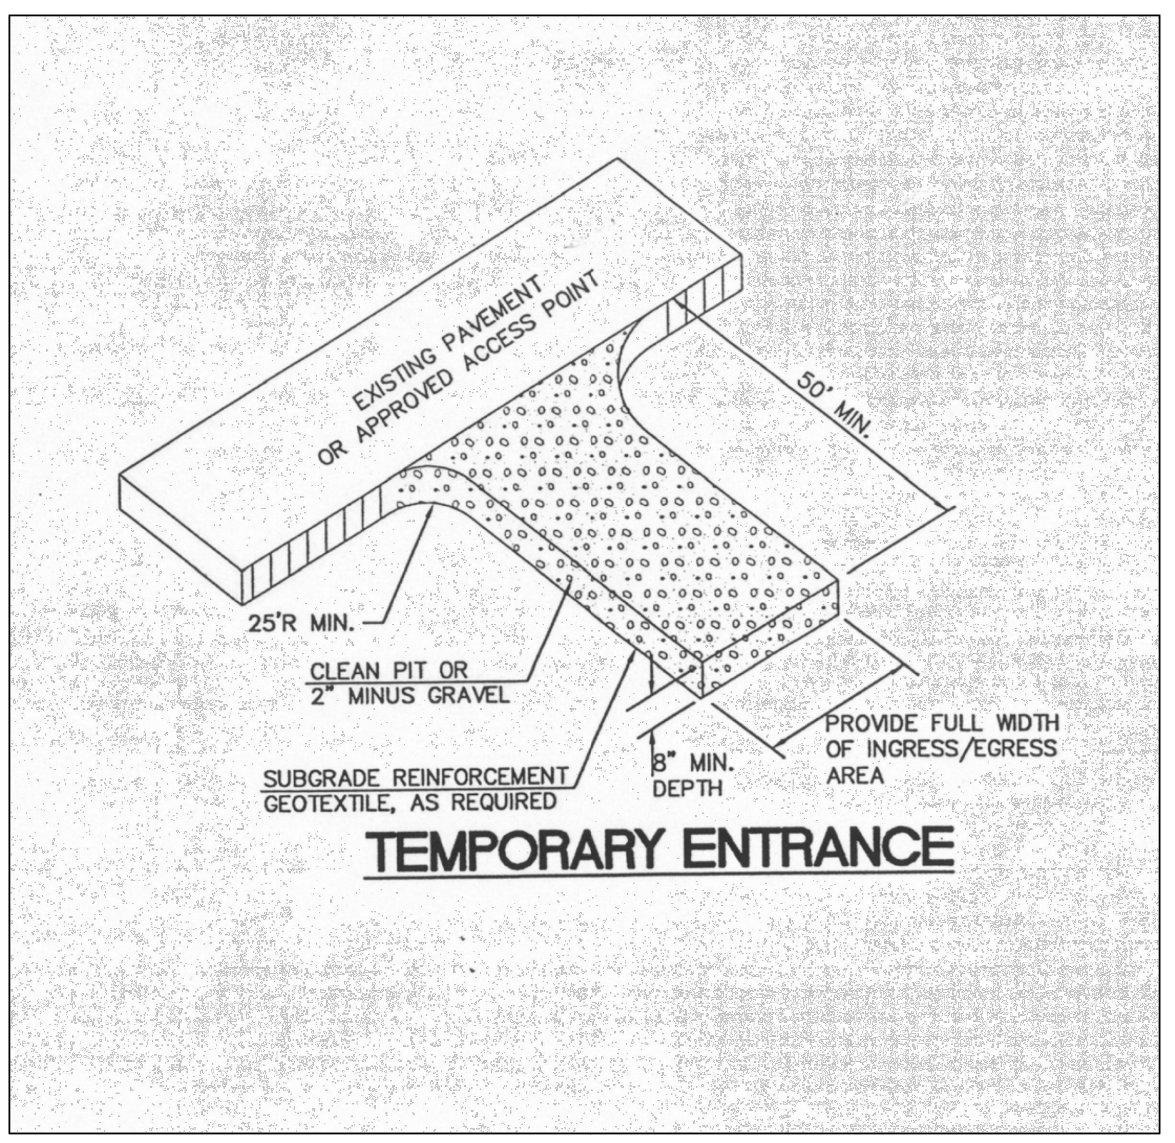 EXISTING PAVEMENT
OR APPROVED ACCESS POINT
50' MIN.
25'R MIN.
CLEAN PIT OR
2" MINUS GRAVEL
SUBGRADE REINFORCEMENT
GEOTEXTILE, AS REQUIRED
8" MIN.
DEPTH
PROVIDE FULL WIDTH
OF INGRESS/EGRESS
AREA
TEMPORARY ENTRANCE